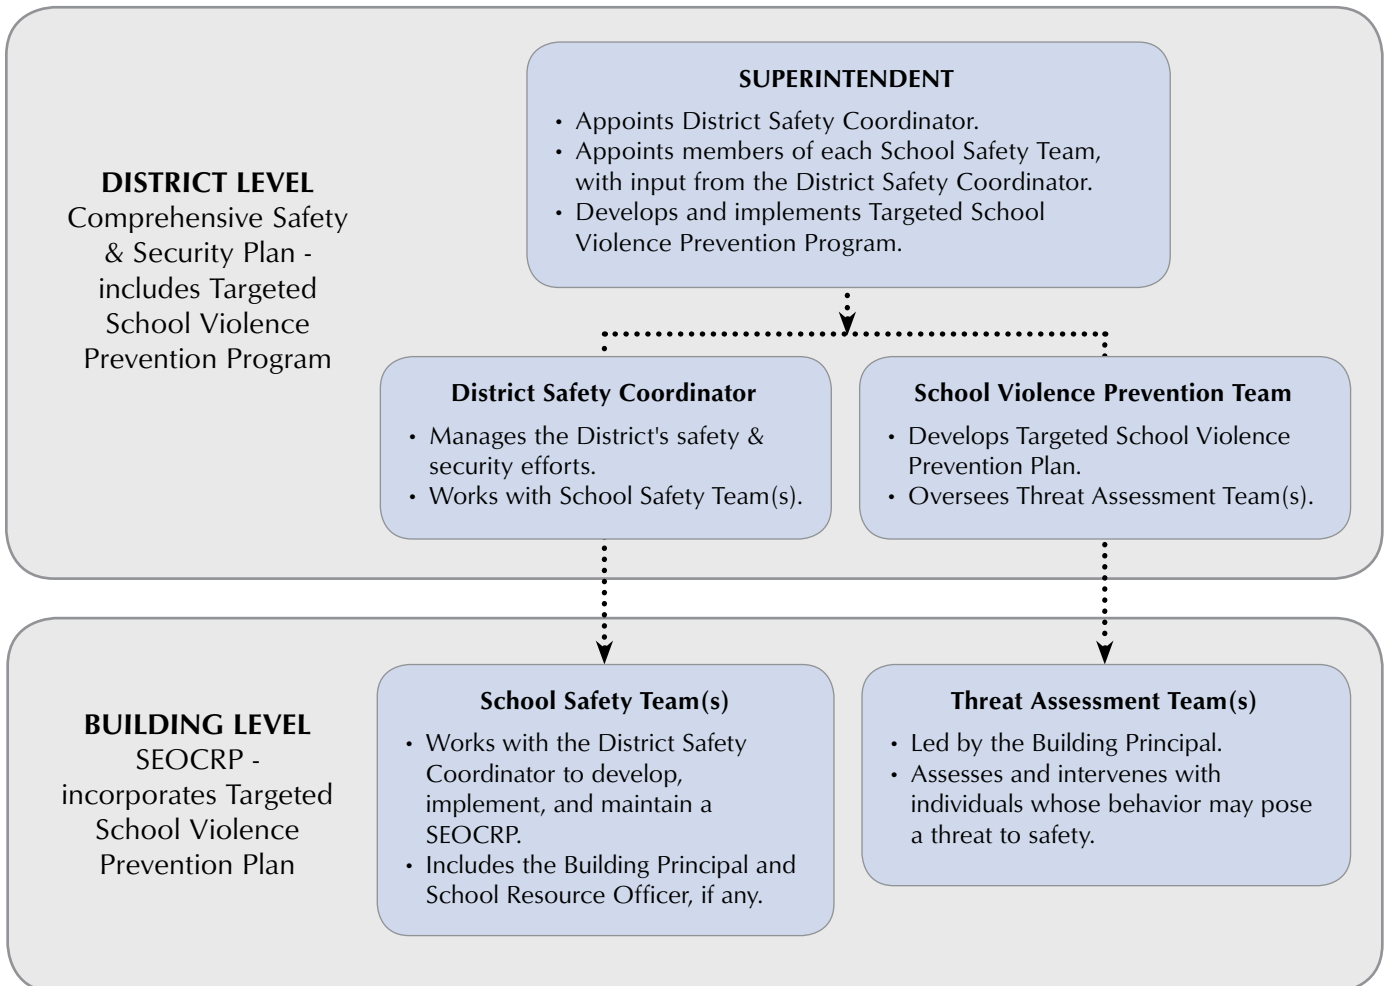 SUPERINTENDENT
• Appoints District Safety Coordinator.
• Appoints members of each School Safety Team,
with input from the District Safety Coordinator.
• Develops and implements Targeted School
Violence Prevention Program.
DISTRICT LEVEL
Comprehensive Safety
& Security Plan -
includes Targeted
School Violence
Prevention Program
District Safety Coordinator
• Manages the District's safety &
security efforts.
• Works with School Safety Team(s).
School Violence Prevention Team
• Develops Targeted School Violence
Prevention Plan.
• Oversees Threat Assessment Team(s).
BUILDING LEVEL
SEOCRP -
incorporates Targeted
School Violence
Prevention Plan
School Safety Team(s)
• Works with the District Safety
Coordinator to develop,
implement, and maintain a
SEOCRP.
• Includes the Building Principal and
School Resource Officer, if any.
Threat Assessment Team(s)
• Led by the Building Principal.
• Assesses and intervenes with
individuals whose behavior may pose
a threat to safety.